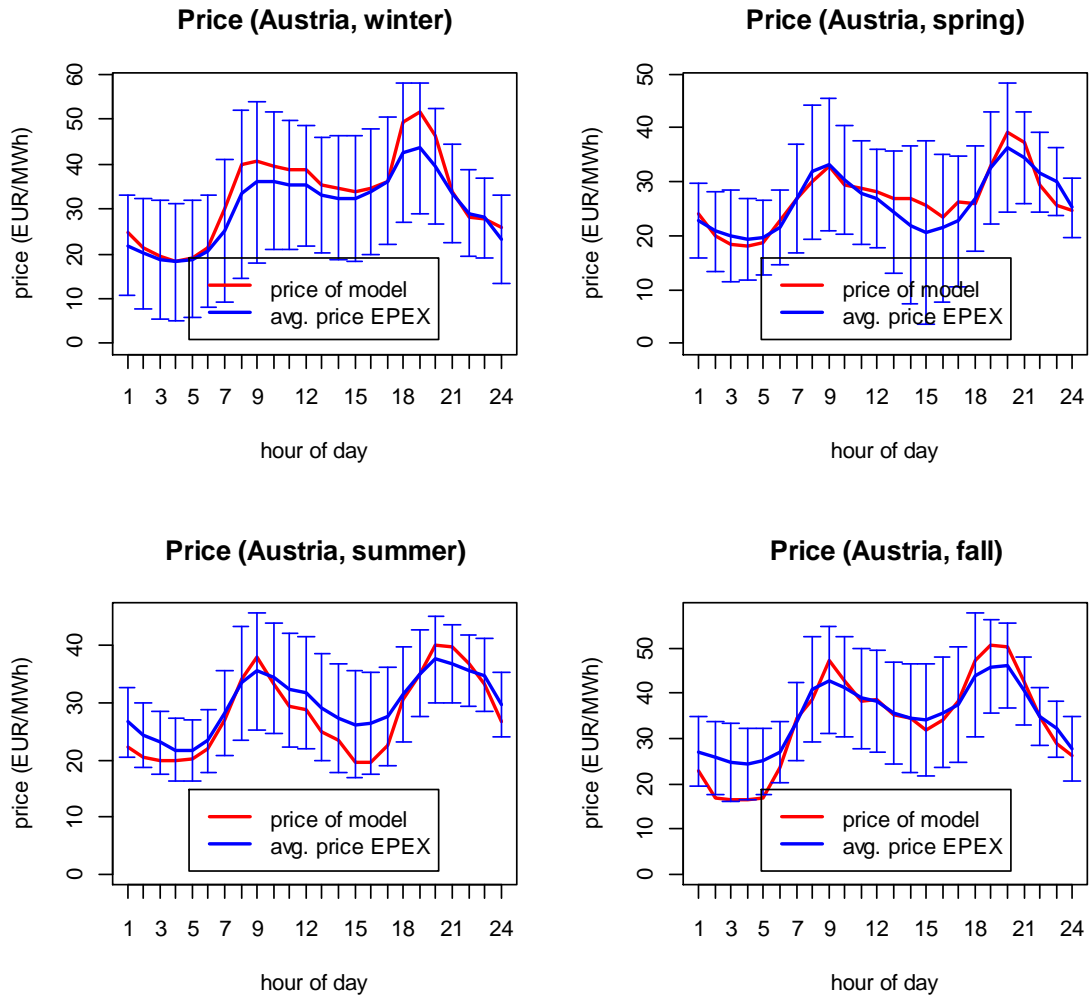 Price (Austria, winter)
price (EUR/MWh)
60
50
40
30
20
10
0
price of model
avg. price EPEX
1 3 5 7 9 12 15 18 21 24
hour of day
Price (Austria, spring)
price (EUR/MWh)
50
40
30
20
10
0
price of model
avg. price EPEX
1 3 5 7 9 12 15 18 21 24
hour of day
Price (Austria, summer)
price (EUR/MWh)
40
30
20
10
0
price of model
avg. price EPEX
1 3 5 7 9 12 15 18 21 24
hour of day
Price (Austria, fall)
price (EUR/MWh)
50
40
30
20
10
0
price of model
avg. price EPEX
1 3 5 7 9 12 15 18 21 24
hour of day